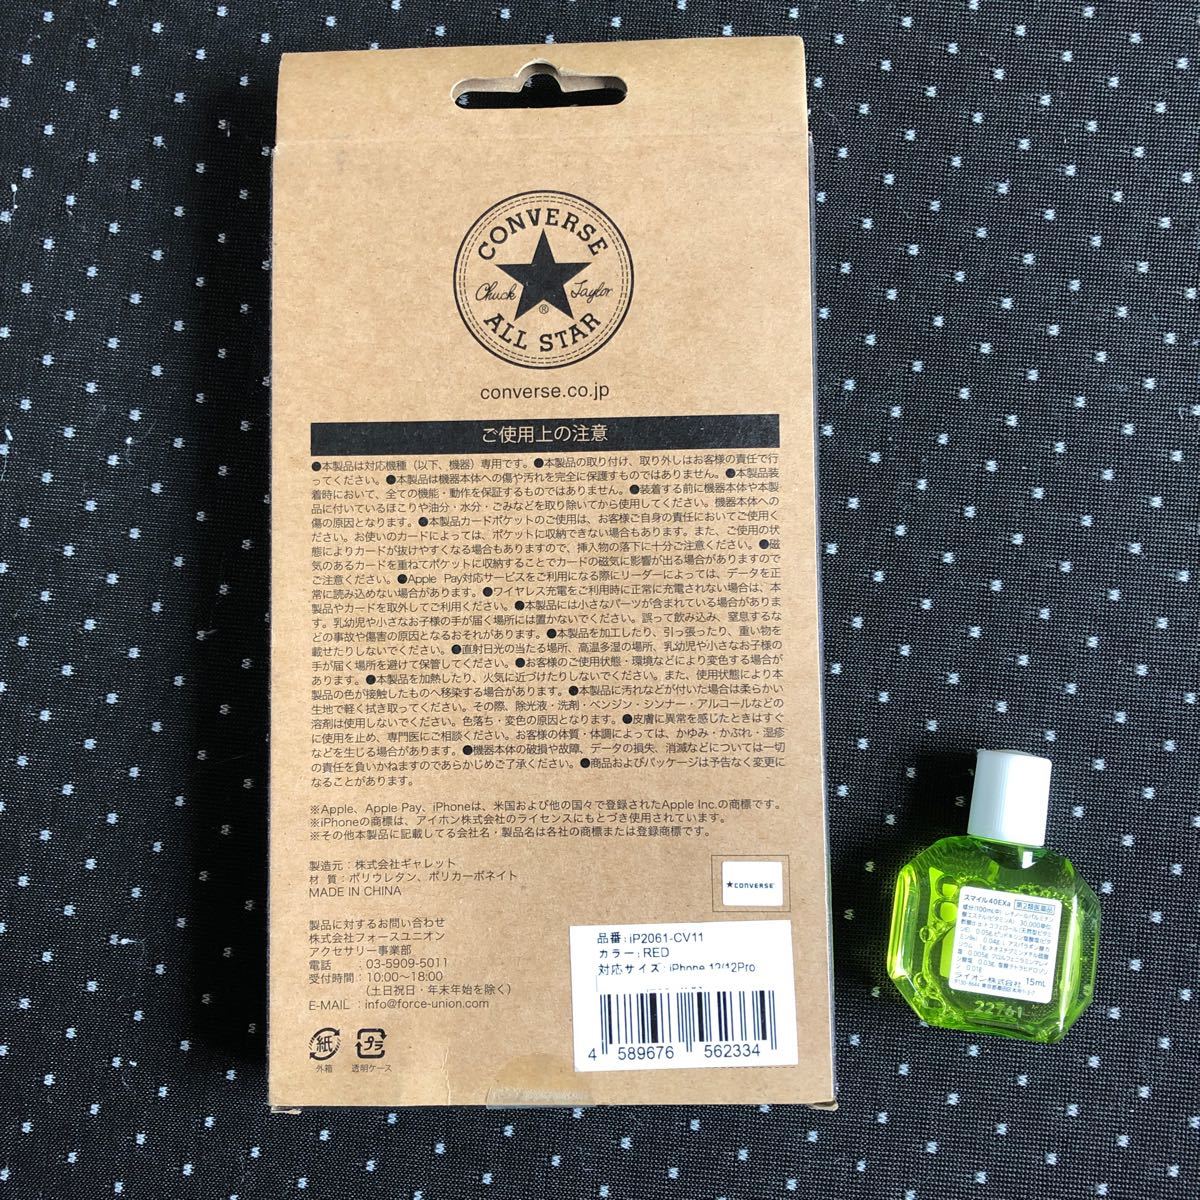 CONVERSE
Chuck Taylor
®
ALL STAR
converse.co.jp
ご使用上の注意
●本製品は対応機種（以下、機器）専用です。●本製品の取り付け、取り外しはお客様の責任で行
ってください。●本製品は機器本体への傷や汚れを完全に保護するものではありません。●本製品装
着時において、全ての機能・動作を保証するものではありません。●装着する前に機器本体や本製
品に付いているほこりや油分・水分・ごみなどを取り除いてから使用してください。機器本体への
傷の原因となります。●本製品カードポケットのご使用は、お客様ご自身の責任においてご使用く
ださい。お使いのカードによっては、ポケットに収納できない場合もあります。また、ご使用の状
態によりカードが抜けやすくなる場合もありますので、挿入物の落下に十分ご注意ください。●磁
気のあるカードを重ねてポケットに収納することでカードの磁気に影響が出る場合がありますので
ご注意ください。●Apple Pay対応サービスをご利用になる際にリーダーによっては、データを正
常に読み込めない場合があります。●ワイヤレス充電をご利用時に正常に充電されない場合は、本
製品やカードを取外してご利用ください。●本製品には小さなパーツが含まれている場合がありま
す。乳幼児や小さなお子様の手が届く場所には置かないでください。誤って飲み込み、窒息するな
どの事故や傷害の原因となるおそれがあります。●本製品を加工したり、引っ張ったり、重い物を
載せたりしないでください。●直射日光の当たる場所、高温多湿の場所、乳幼児や小さなお子様の
手が届く場所を避けて保管してください。●お客様のご使用状態・環境などにより変色する場合が
あります。●本製品を加熱したり、火気に近づけたりしないでください。また、使用状態により本
製品の色が接触したものへ移染する場合があります。●本製品に汚れなどが付いた場合は柔らかい
生地で軽く拭き取ってください。その際、除光液・洗剤・ベンジン・シンナー・アルコールなどの
溶剤は使用しないでください。色落ち・変色の原因となります。●皮膚に異常を感じたときはすぐ
に使用を止め、専門医にご相談ください。お客様の体質・体調によっては、かゆみ・かぶれ・湿疹
などを生じる場合があります。●機器本体の破損や故障、データの損失、消滅などについては一切
の責任を負いかねますのであらかじめご了承ください。●商品およびパッケージは予告なく変更に
なることがあります。
※Apple、Apple Pay、iPhoneは、米国および他の国々で登録されたApple Inc.の商標です。
※iPhoneの商標は、アイホン株式会社のライセンスにもとづき使用されています。
※その他本製品に記載してる会社名・製品名は各社の商標または登録商標です。
製造元：株式会社ギャレット
材 質：ポリウレタン、ポリカーボネイト
MADE IN CHINA
★CONVERSE
製品に対するお問い合わせ
株式会社フォースユニオン
アクセサリー事業部
電話 ：03-5909-5011
受付時間：10:00〜18:00
（土日祝日・年末年始を除く）
E-MAIL ：info@force-union.com
紙
外箱
プラ
透明ケース
品番：iP2061-CV11
カラー：RED
対応サイズ：iPhone 12/12Pro
4 589676 562334
スマイル40EXa 第2類医薬品
ライオン株式会社 15mL
22761